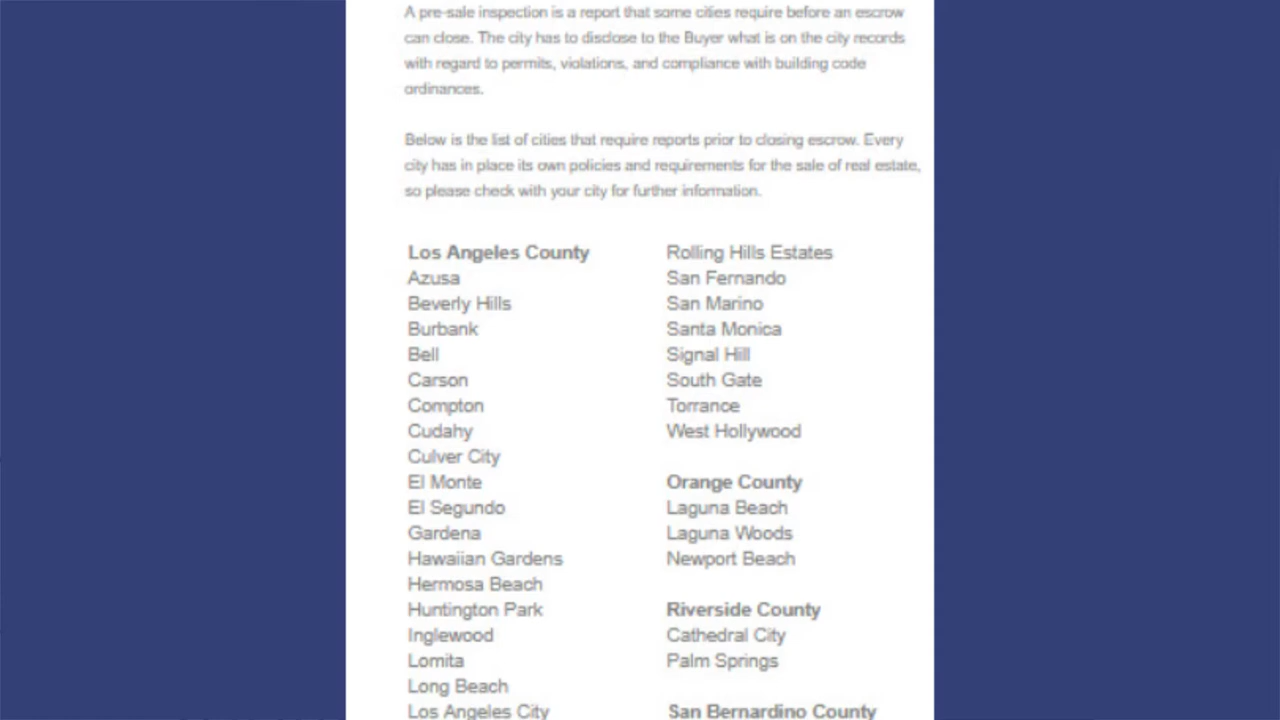 A pre-sale inspection is a report that some cities require before an escrow
can close. The city has to disclose to the Buyer what is on the city records
with regard to permits, violations, and compliance with building code
ordinances.
Below is the list of cities that require reports prior to closing escrow. Every
city has in place its own policies and requirements for the sale of real estate,
so please check with your city for further information.
Los Angeles County
Azusa
Beverly Hills
Burbank
Bell
Carson
Compton
Cudahy
Culver City
El Monte
El Segundo
Gardena
Hawaiian Gardens
Hermosa Beach
Huntington Park
Inglewood
Lomita
Long Beach
Los Angeles City
Rolling Hills Estates
San Fernando
San Marino
Santa Monica
Signal Hill
South Gate
Torrance
West Hollywood
Orange County
Laguna Beach
Laguna Woods
Newport Beach
Riverside County
Cathedral City
Palm Springs
San Bernardino County